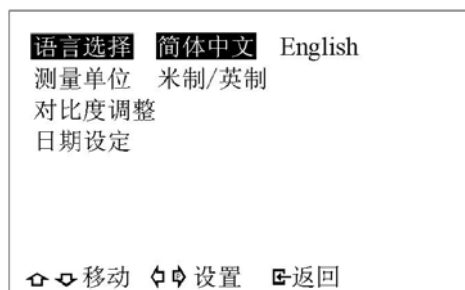 语言选择 简体中文 English
测量单位 米制/英制
对比度调整
日期设定
移动 设置 返回